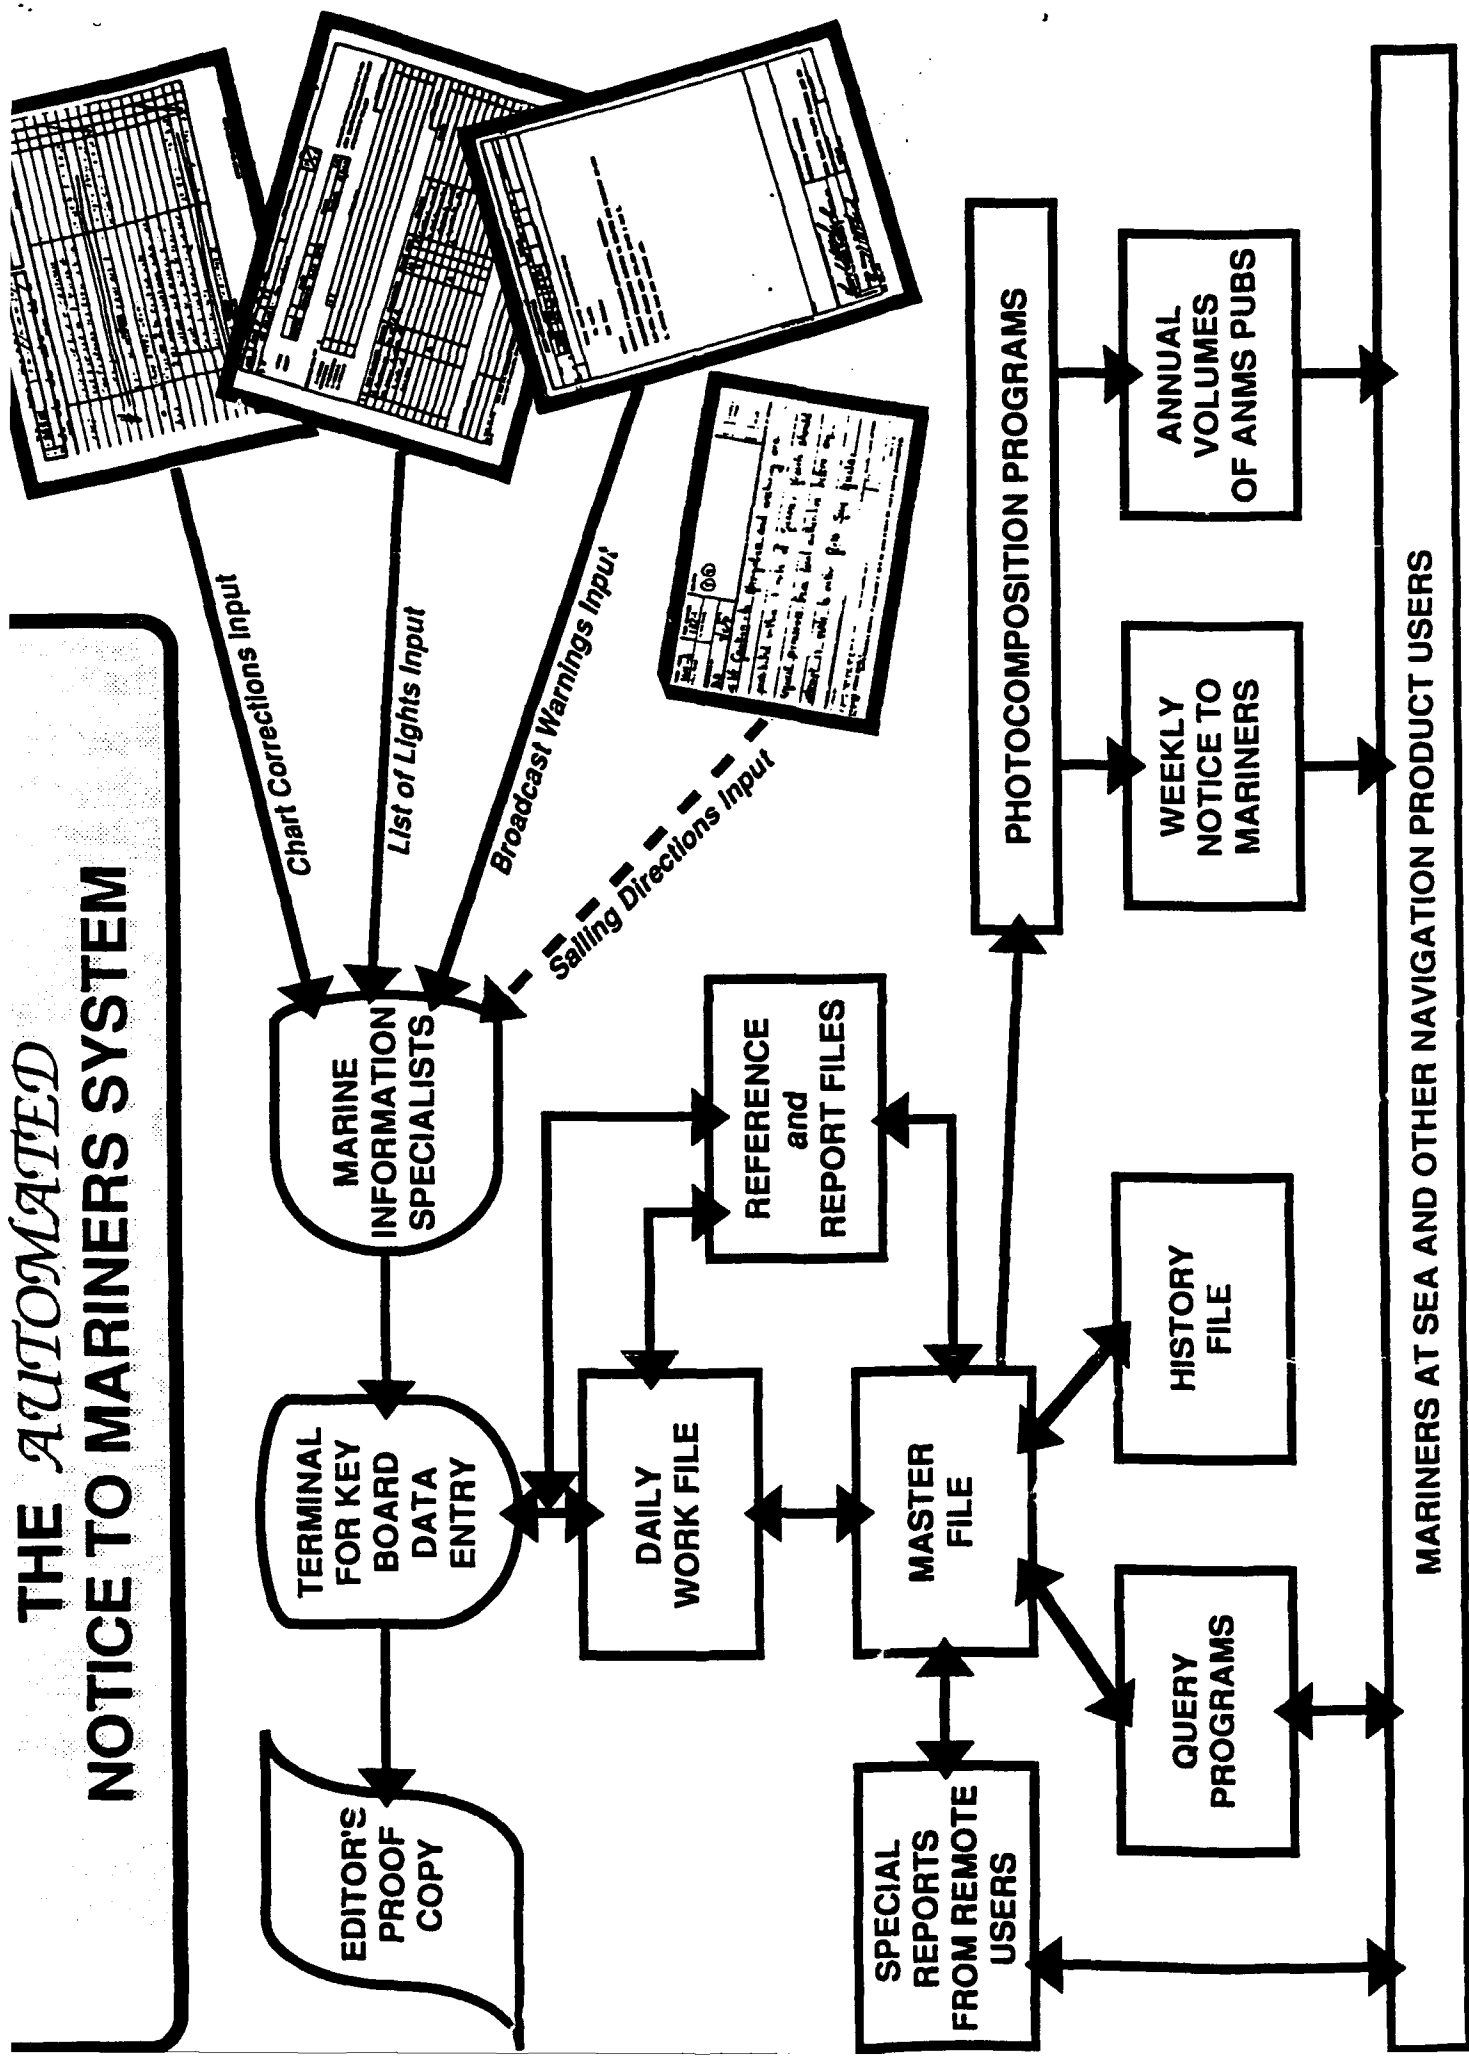 THE AUTOMATED
NOTICE TO MARINERS SYSTEM
EDITOR'S
PROOF
COPY
TERMINAL
FOR KEY
BOARD
DATA
ENTRY
MARINE
INFORMATION
SPECIALISTS
Chart Corrections Input
List of Lights Input
Broadcast Warnings Input
Sailing Directions Input
DAILY
WORK FILE
REFERENCE
and
REPORT FILES
SPECIAL
REPORTS
FROM REMOTE
USERS
MASTER
FILE
PHOTOCOMPOSITION PROGRAMS
QUERY
PROGRAMS
HISTORY
FILE
WEEKLY
NOTICE TO
MARINERS
ANNUAL
VOLUMES
OF ANMS PUBS
MARINERS AT SEA AND OTHER NAVIGATION PRODUCT USERS